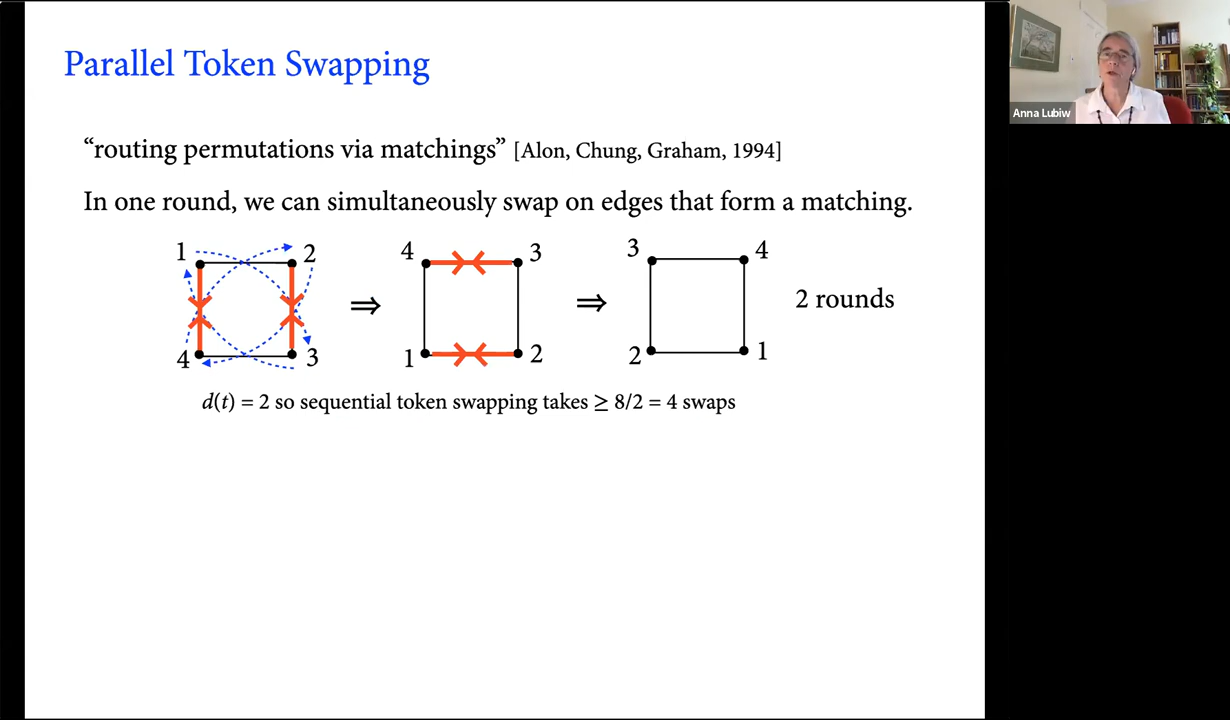 Parallel Token Swapping
Anna Lubiw
“routing permutations via matchings” [Alon, Chung, Graham, 1994]
In one round, we can simultaneously swap on edges that form a matching.
1 2 4 3 3 4
⇒ ⇒ 2 rounds
4 3 1 2 2 1
d(t) = 2 so sequential token swapping takes ≥ 8/2 = 4 swaps